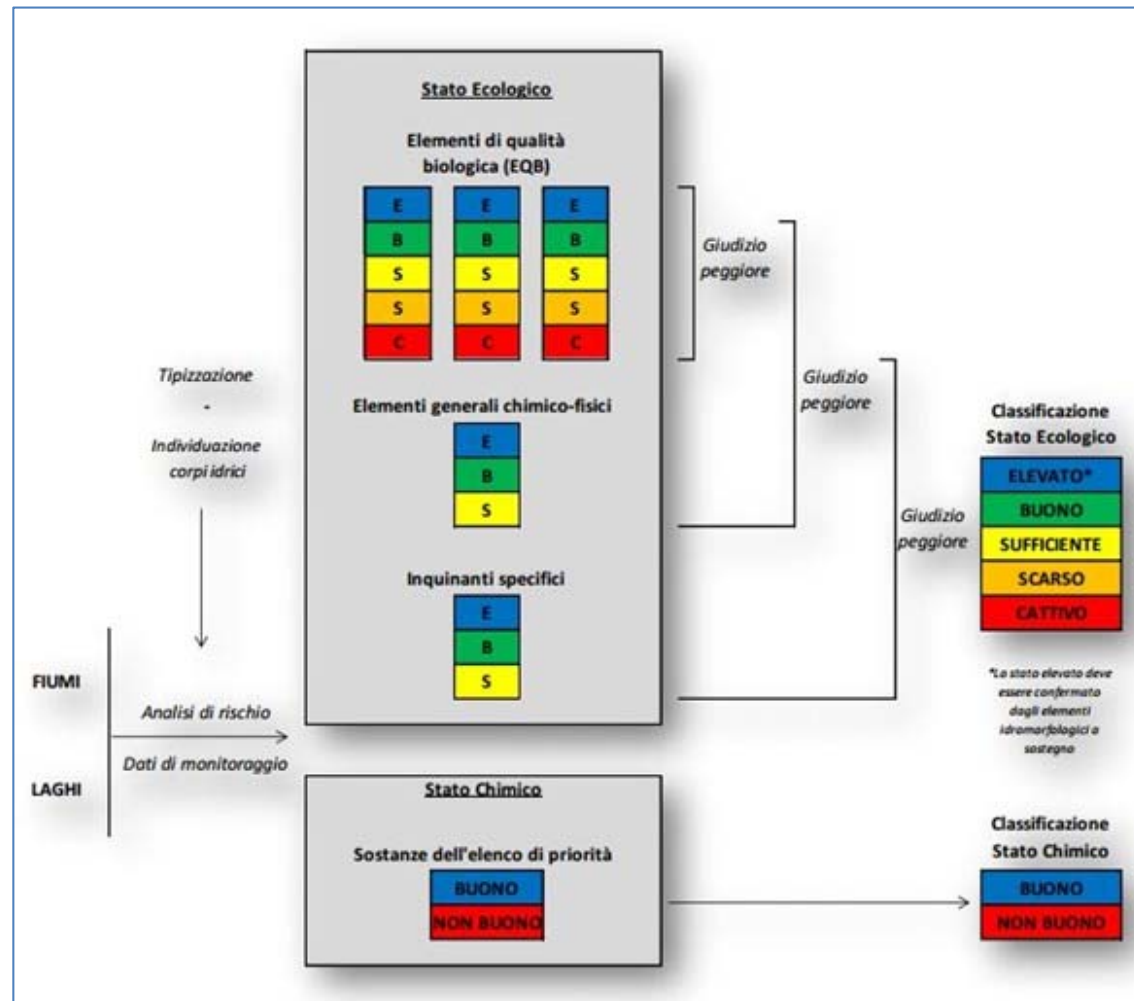 Stato Ecologico
Elementi di qualità
biologica (EQB)
E E E
B B B
S S S
S S S
C C C
Giudizio
peggiore
Elementi generali chimico-fisici
E
B
S
Giudizio
peggiore
Inquinanti specifici
E
B
S
Giudizio
peggiore
Tipizzazione
-
Individuazione
corpi idrici
FIUMI
LAGHI
Analisi di rischio
Dati di monitoraggio
Classificazione
Stato Ecologico
ELEVATO*
BUONO
SUFFICIENTE
SCARSO
CATTIVO
*Lo stato elevato deve
essere confermato
dagli elementi
idromorfologici a
sostegno
Stato Chimico
Sostanze dell'elenco di priorità
BUONO
NON BUONO
Classificazione
Stato Chimico
BUONO
NON BUONO